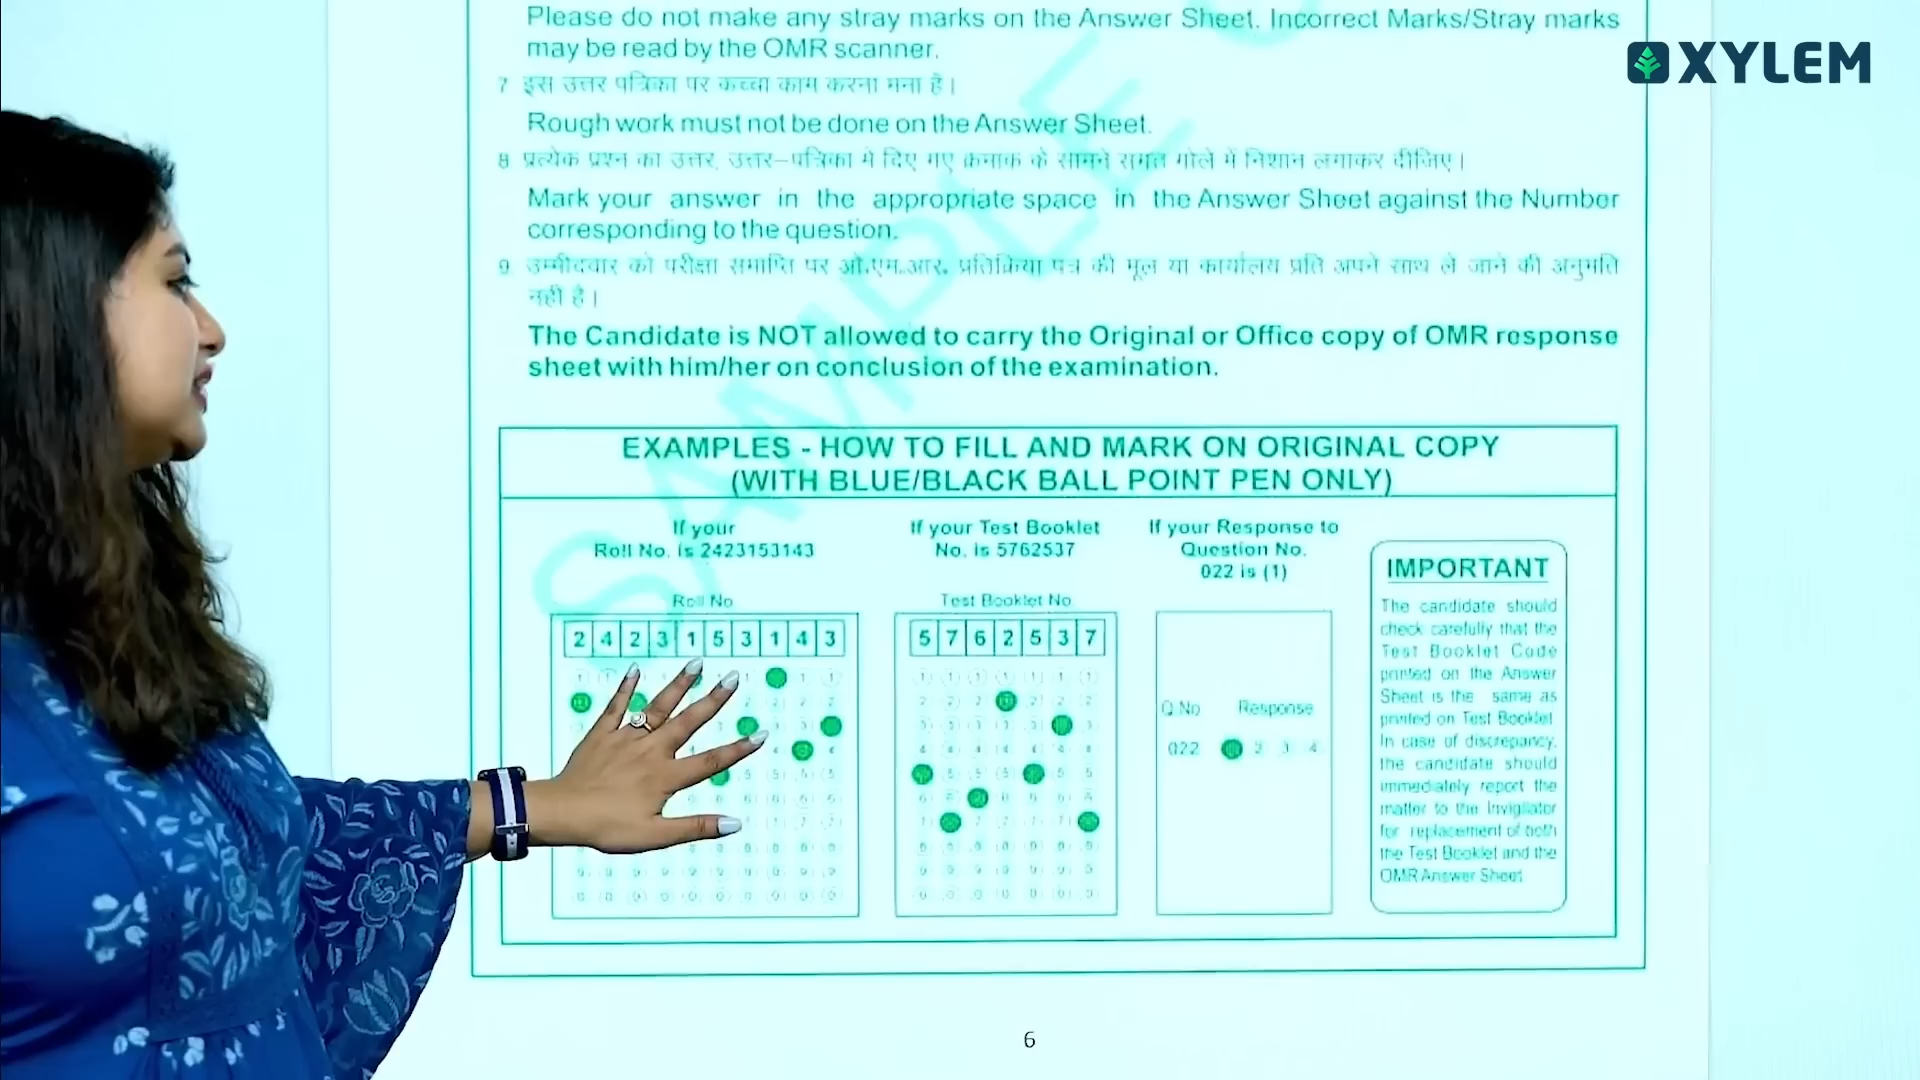 Please do not make any stray marks on the Answer Sheet. Incorrect Marks/Stray marks
may be read by the OMR scanner.
XYLEM
7 इस उत्तर पत्रिका पर कच्चा काम करना मना है।
Rough work must not be done on the Answer Sheet.
8 प्रत्येक प्रश्न का उत्तर, उत्तर–पत्रिका में दिए गए क्रमांक के सामने संगत गोले में निशान लगाकर दीजिए।
Mark your answer in the appropriate space in the Answer Sheet against the Number
corresponding to the question.
9 उम्मीदवार को परीक्षा समाप्ति पर ओ.एम.आर. प्रतिक्रिया पत्र की मूल या कार्यालय प्रति अपने साथ ले जाने की अनुमति
नहीं है।
The Candidate is NOT allowed to carry the Original or Office copy of OMR response
sheet with him/her on conclusion of the examination.
SAMPLE
EXAMPLES - HOW TO FILL AND MARK ON ORIGINAL COPY
(WITH BLUE/BLACK BALL POINT PEN ONLY)
If your
Roll No. is 2423153143
Roll No
2 4 2 3 1 5 3 1 4 3
If your Test Booklet
No. is 5762537
Test Booklet No
5 7 6 2 5 3 7
If your Response to
Question No.
022 is (1)
Q.No Response
022 2 3 4
IMPORTANT
The candidate should
check carefully that the
Test Booklet Code
printed on the Answer
Sheet is the same as
printed on Test Booklet
In case of discrepancy,
the candidate should
immediately report the
matter to the Invigilator
for replacement of both
the Test Booklet and the
OMR Answer Sheet
6